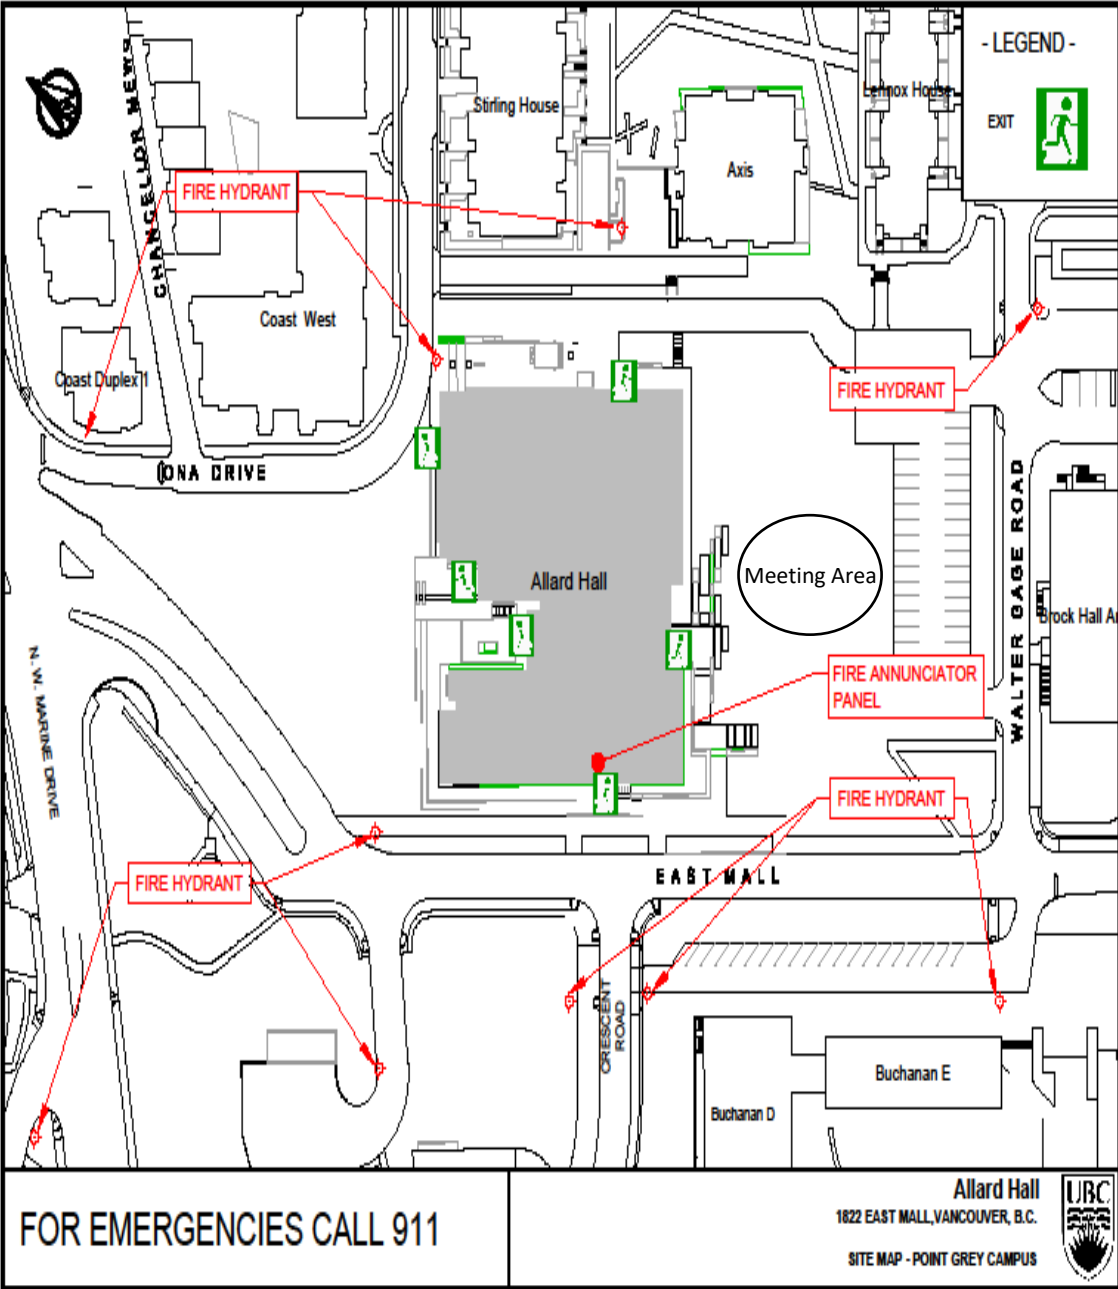 - LEGEND -
EXIT
CHANCELLOR MEWS
Stirling House
Lennox House
Axis
FIRE HYDRANT
Coast West
Coast Duplex 1
FIRE HYDRANT
IONA DRIVE
WALTER GAGE ROAD
Allard Hall
Meeting Area
Brock Hall A
N. W. MARINE DRIVE
FIRE ANNUNCIATOR
PANEL
FIRE HYDRANT
EAST MALL
FIRE HYDRANT
CRESCENT
ROAD
Buchanan E
Buchanan D
FOR EMERGENCIES CALL 911
Allard Hall
1822 EAST MALL,VANCOUVER, B.C.
SITE MAP - POINT GREY CAMPUS
UBC